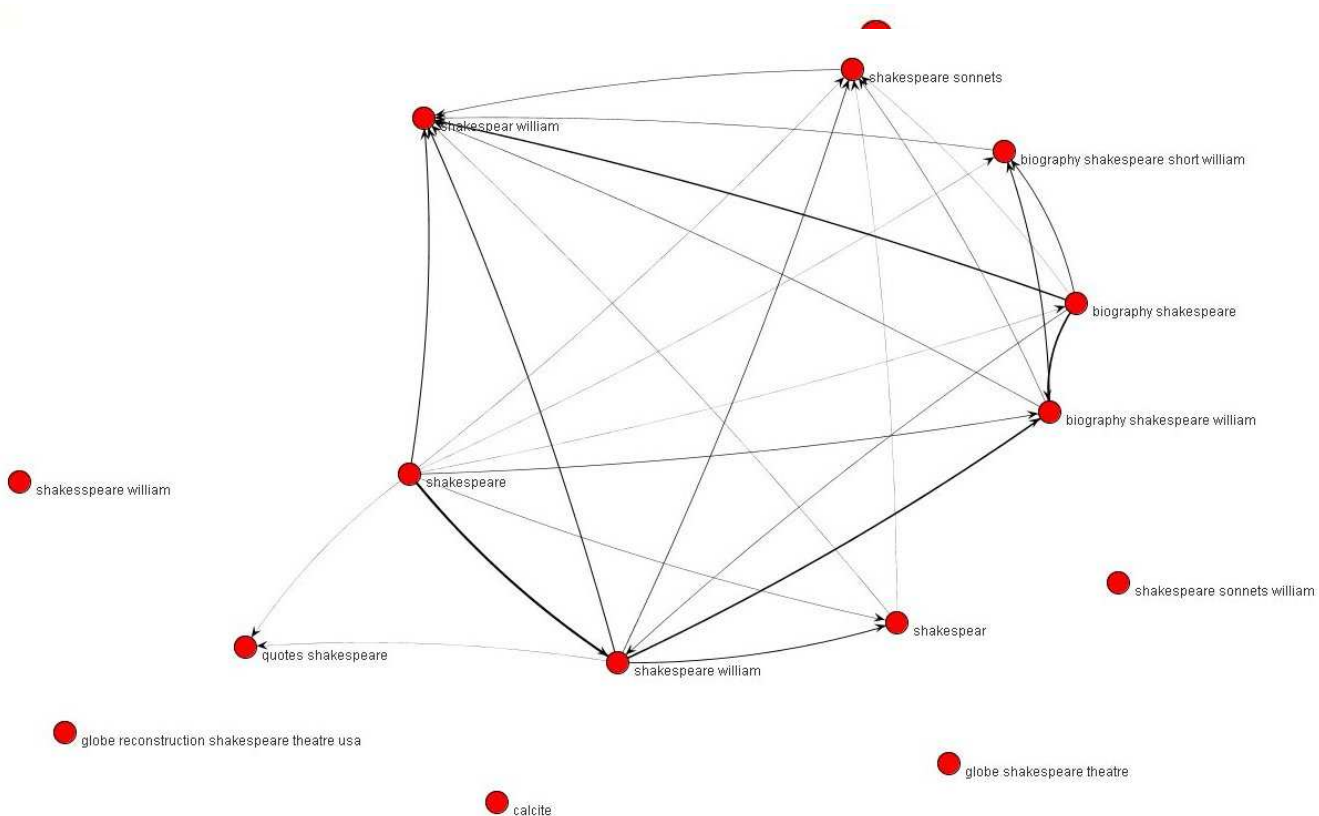 shakespeare sonnets
shakespear william
biography shakespeare short william
biography shakespeare
biography shakespeare william
shakespeare
shakesspeare william
shakespeare sonnets william
shakespear
quotes shakespeare
shakespeare william
globe reconstruction shakespeare theatre usa
globe shakespeare theatre
calcite